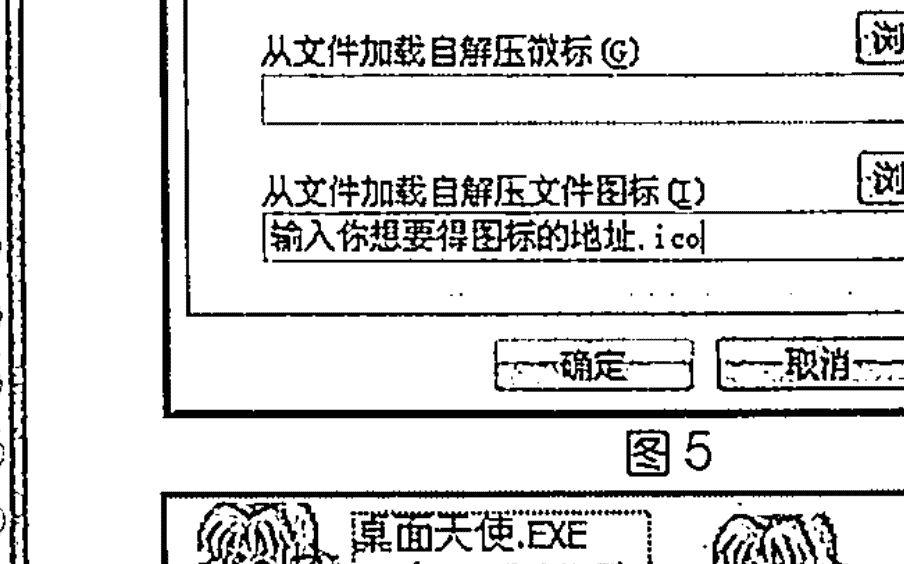 从文件加载自解压徽标(G)
浏
从文件加载自解压文件图标(I)
浏
输入你想要得图标的地址.ico
确定 取消
图5
桌面天使.EXE